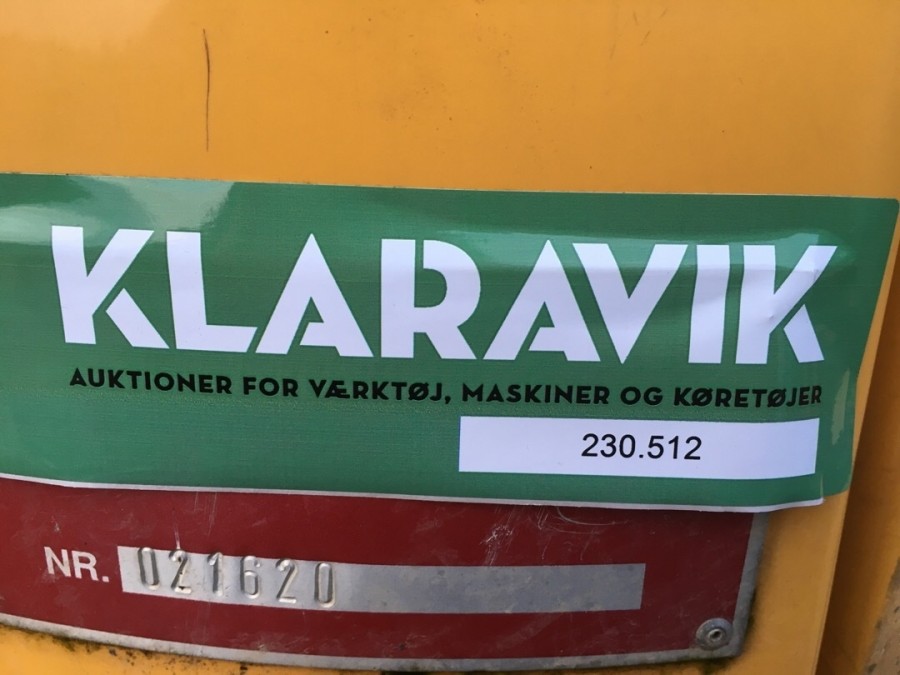 KLARAVIK
AUKTIONER FOR VÆRKTØJ, MASKINER OG KØRETØJER
230.512
NR. 021620